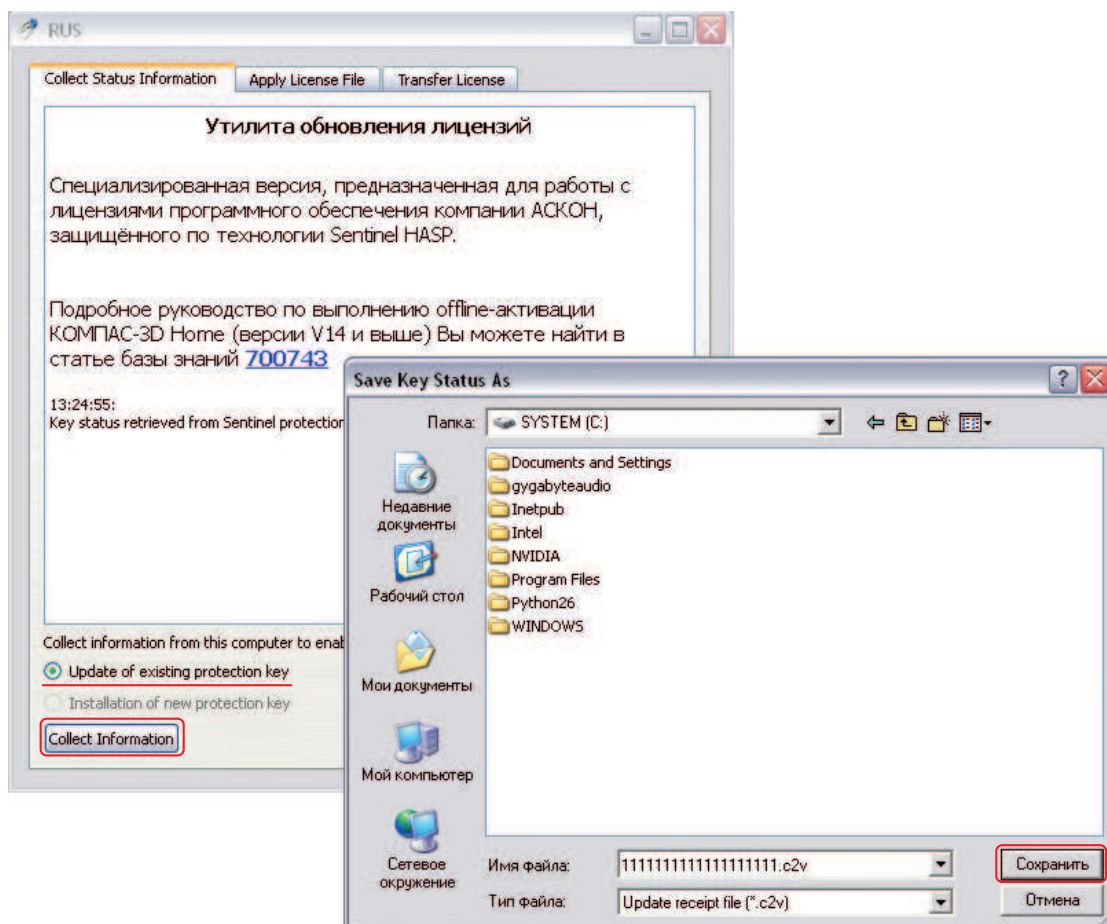 RUS
Collect Status Information
Apply License File
Transfer License
Утилита обновления лицензий
Специализированная версия, предназначенная для работы с
лицензиями программного обеспечения компании АСКОН,
защищённого по технологии Sentinel HASP.
Подробное руководство по выполнению offline-активации
КОМПАС-3D Home (версии V14 и выше) Вы можете найти в
статье базы знаний 700743
13:24:55:
Key status retrieved from Sentinel protection
Collect information from this computer to enab
Update of existing protection key
Installation of new protection key
Collect Information
Save Key Status As
Папка:
SYSTEM (C:)
Недавние
документы
Рабочий стол
Мои документы
Мой компьютер
Сетевое
окружение
Documents and Settings
gygabyteaudio
Inetpub
Intel
NVIDIA
Program Files
Python26
WINDOWS
Имя файла:
1111111111111111111.c2v
Сохранить
Тип файла:
Update receipt file (*.c2v)
Отмена